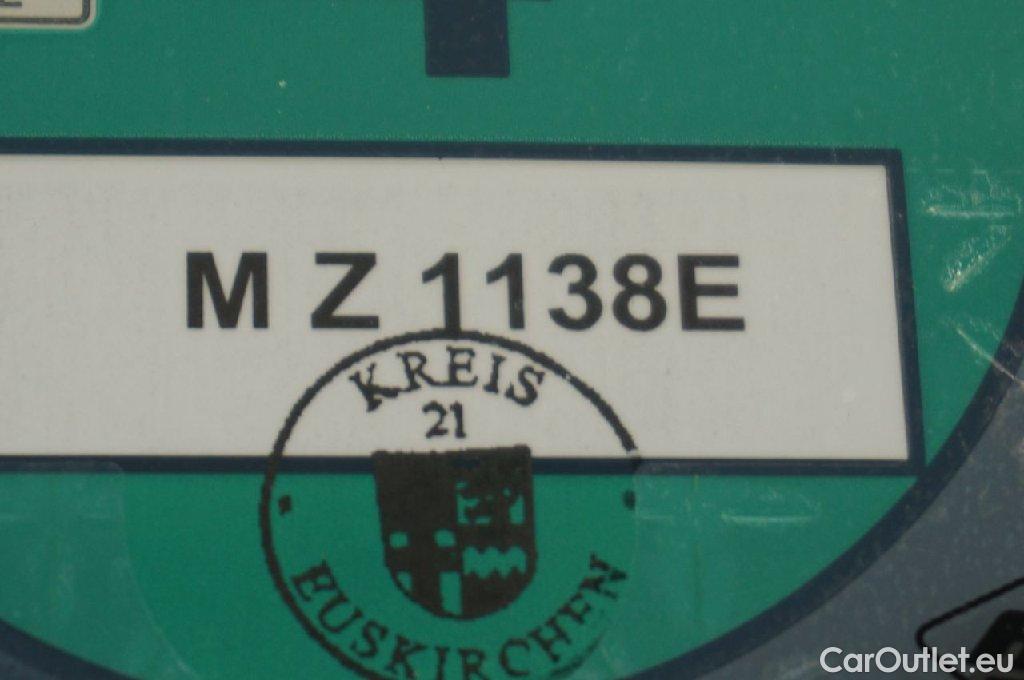 M Z 1138E
KREIS
21
EUSKIRCHEN
CarOutlet.eu